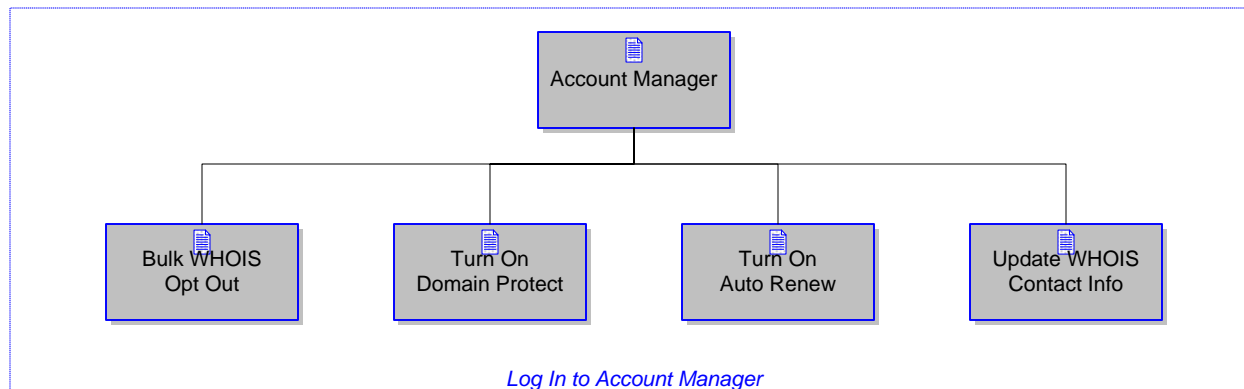 Account Manager
Bulk WHOIS
Opt Out
Turn On
Domain Protect
Turn On
Auto Renew
Update WHOIS
Contact Info
Log In to Account Manager